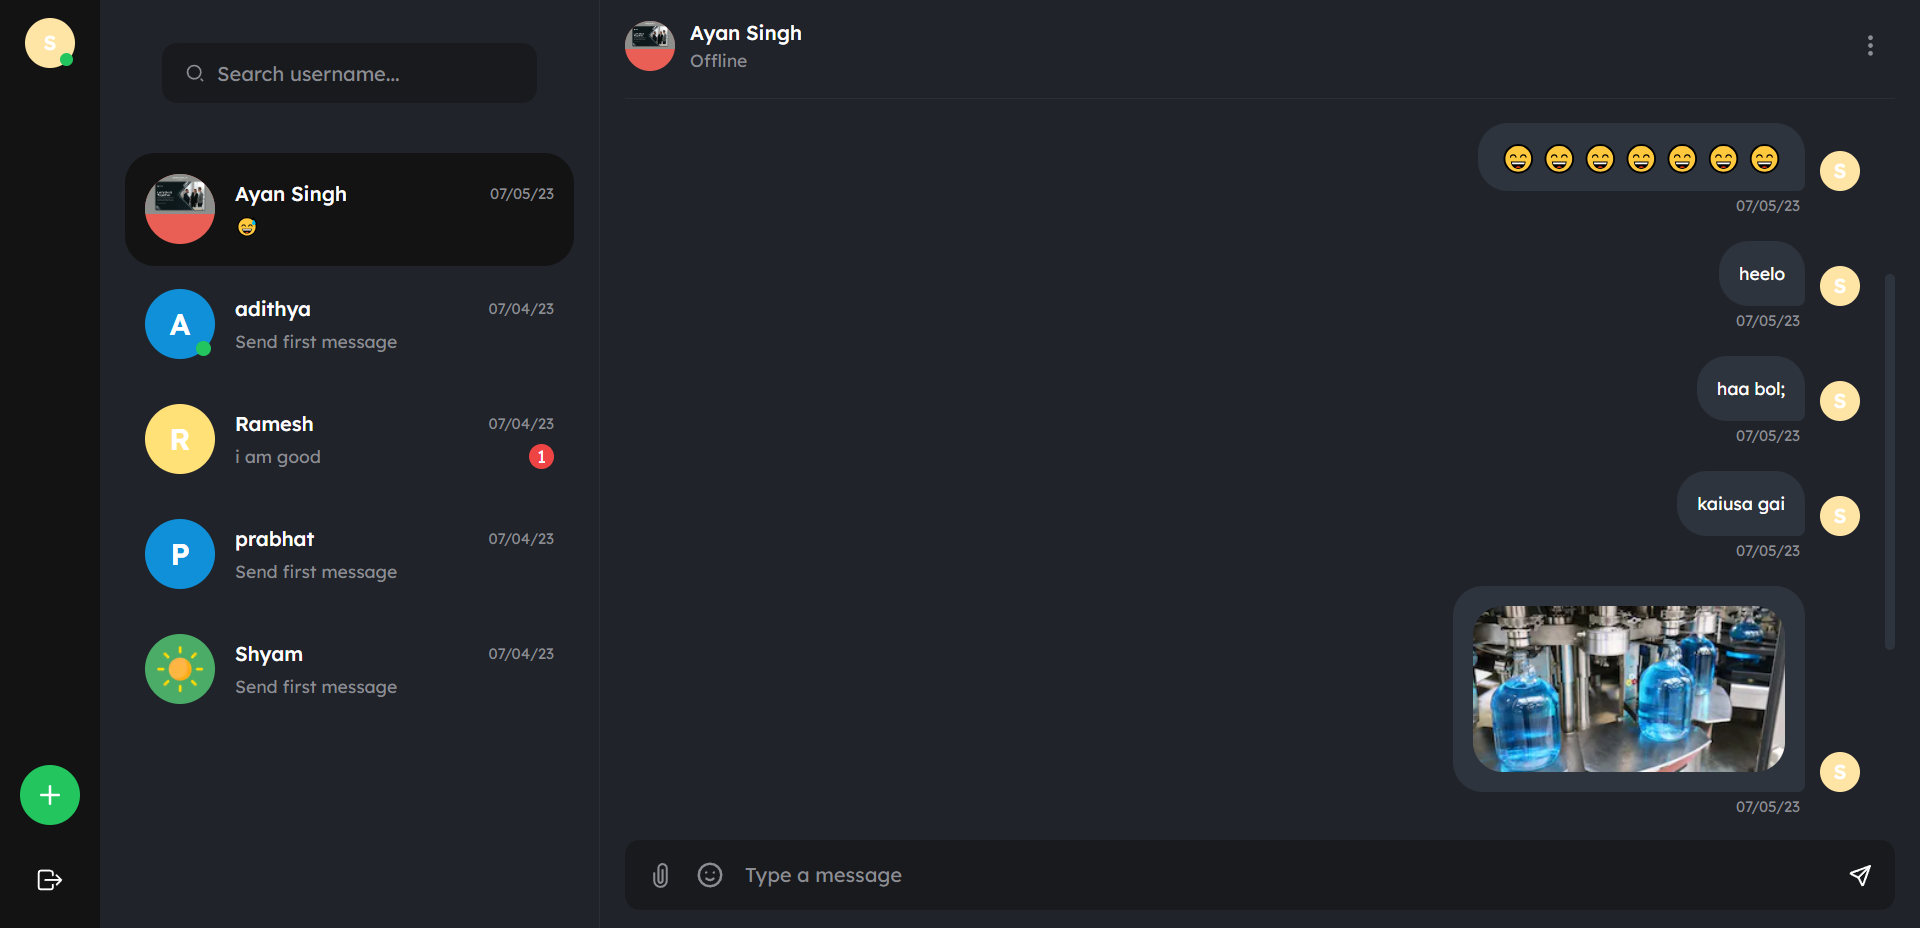 S
Search username...
Ayan Singh
07/05/23
😅
A
adithya
07/04/23
Send first message
R
Ramesh
07/04/23
i am good
1
P
prabhat
07/04/23
Send first message
Shyam
07/04/23
Send first message
Ayan Singh
Offline
😄 😄 😄 😄 😄 😄 😄
S
07/05/23
heelo
S
07/05/23
haa bol;
S
07/05/23
kaiusa gai
S
07/05/23
S
07/05/23
Type a message